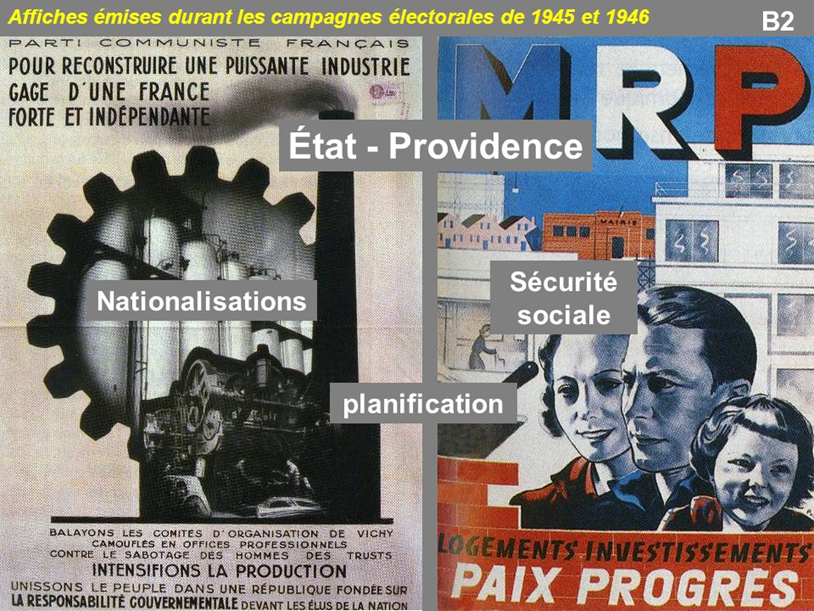 Affiches émises durant les campagnes électorales de 1945 et 1946
B2
PARTI COMMUNISTE FRANÇAIS
POUR RECONSTRUIRE UNE PUISSANTE INDUSTRIE
GAGE D'UNE FRANCE
FORTE ET INDÉPENDANTE
MRP
État - Providence
MAIRIE
Nationalisations
Sécurité
sociale
planification
BALAYONS LES COMITÉS D'ORGANISATION DE VICHY
CAMOUFLÉS EN OFFICES PROFESSIONNELS
CONTRE LE SABOTAGE DES HOMMES DES TRUSTS
INTENSIFIONS LA PRODUCTION
UNISSONS LE PEUPLE DANS UNE RÉPUBLIQUE FONDÉE SUR
LA RESPONSABILITÉ GOUVERNEMENTALE DEVANT LES ÉLUS DE LA NATION
LOGEMENTS INVESTISSEMENTS
PAIX PROGRÈS